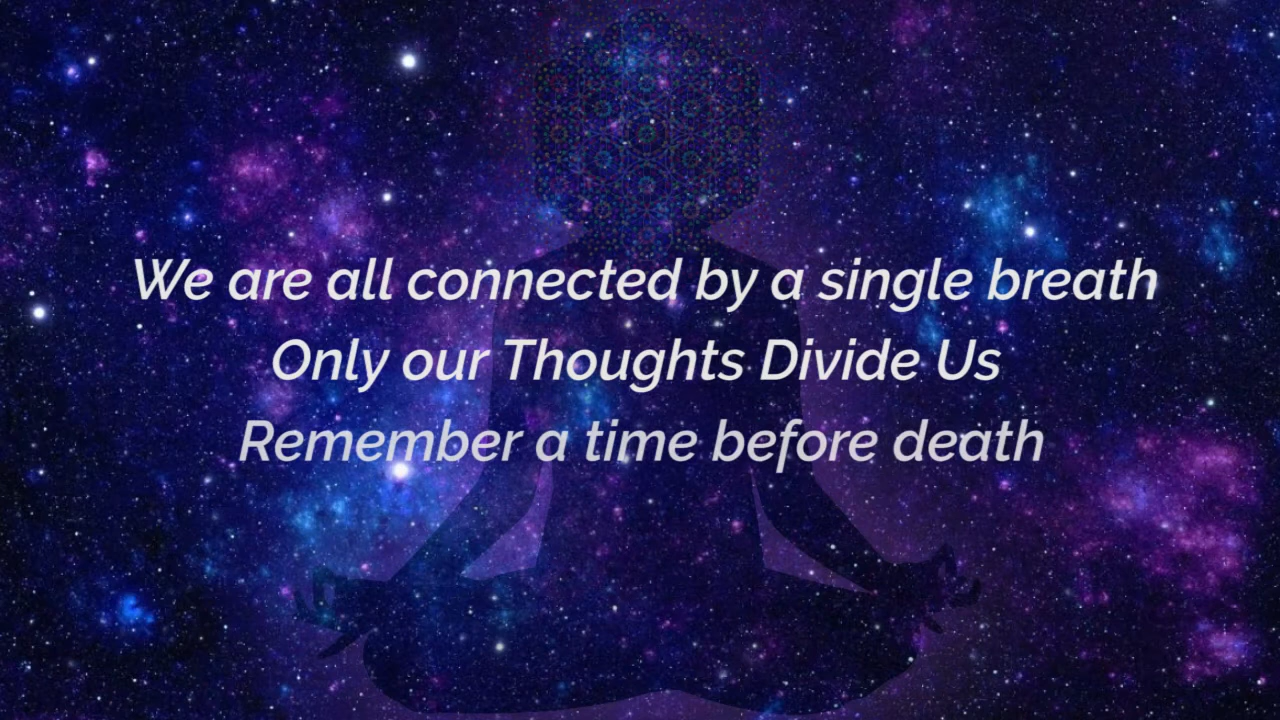 We are all connected by a single breath
Only our Thoughts Divide Us
Remember a time before death